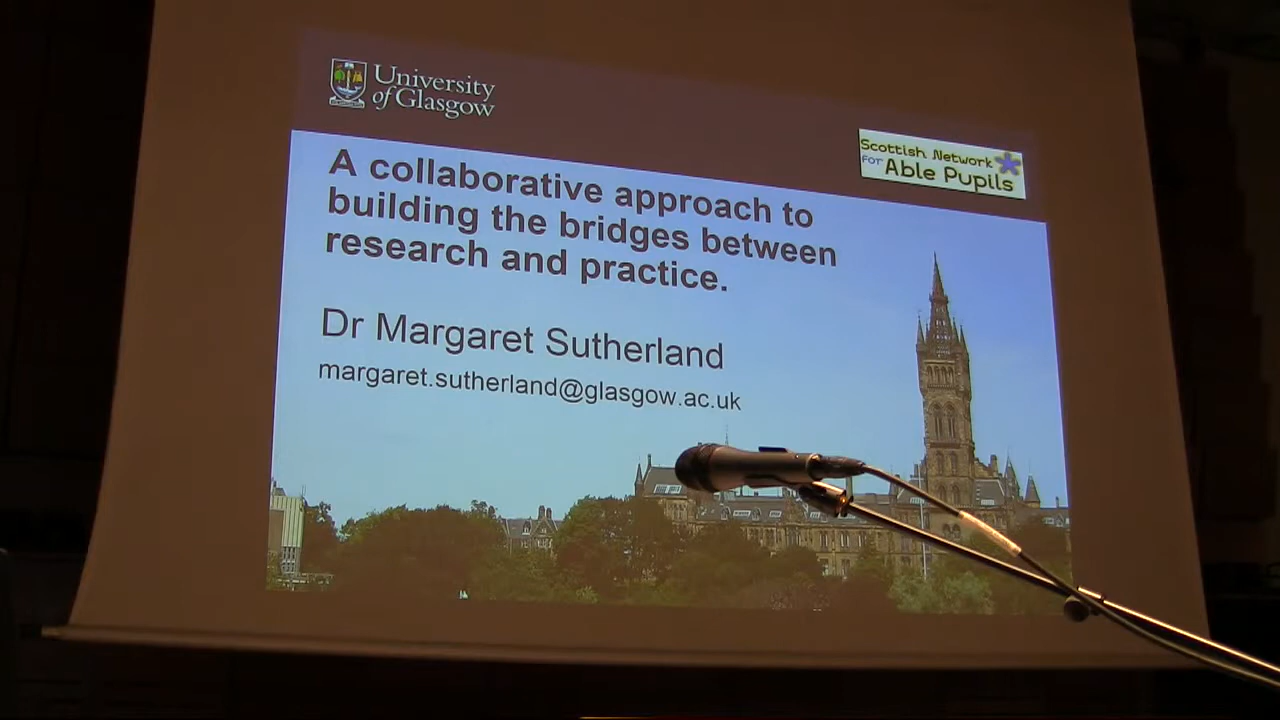 University
of Glasgow
Scottish Network
for Able Pupils
A collaborative approach to
building the bridges between
research and practice.
Dr Margaret Sutherland
margaret.sutherland@glasgow.ac.uk